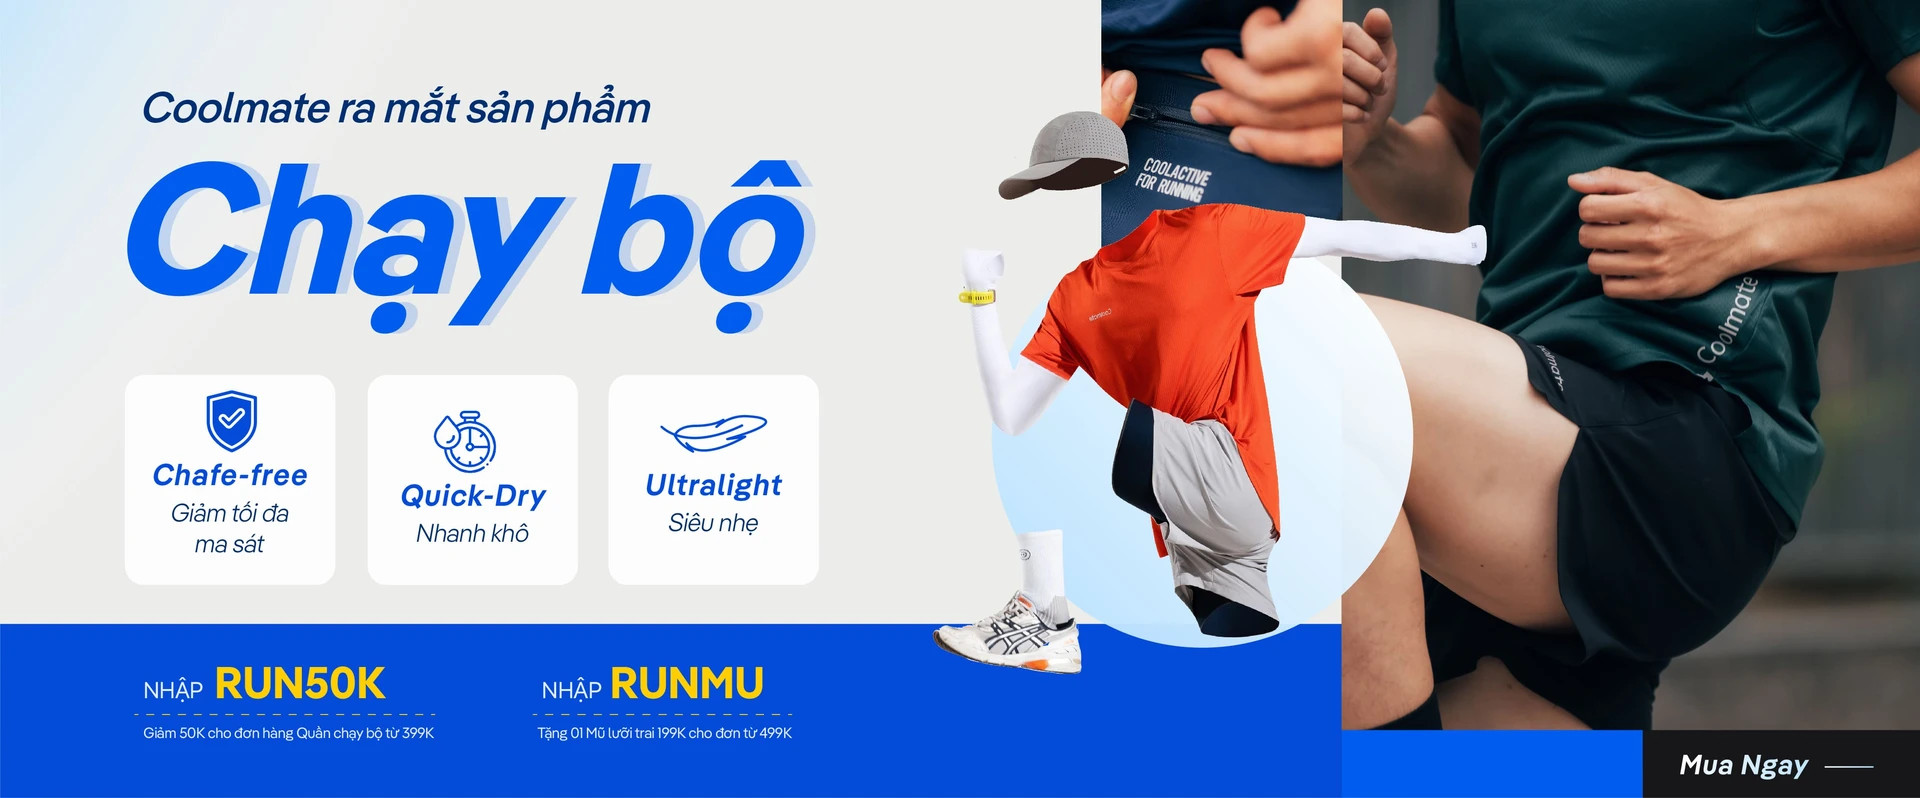 Coolmate ra mắt sản phẩm
Chạy bộ
Chafe-free
Giảm tối đa
ma sát
Quick-Dry
Nhanh khô
Ultralight
Siêu nhẹ
NHẬP RUN50K
Giảm 50K cho đơn hàng Quần chạy bộ từ 399K
NHẬP RUNMU
Tặng 01 Mũ lưỡi trai 199K cho đơn từ 499K
COOLACTIVE
FOR RUNNING
Coolmate
Coolmate
Coolmate
Mua Ngay